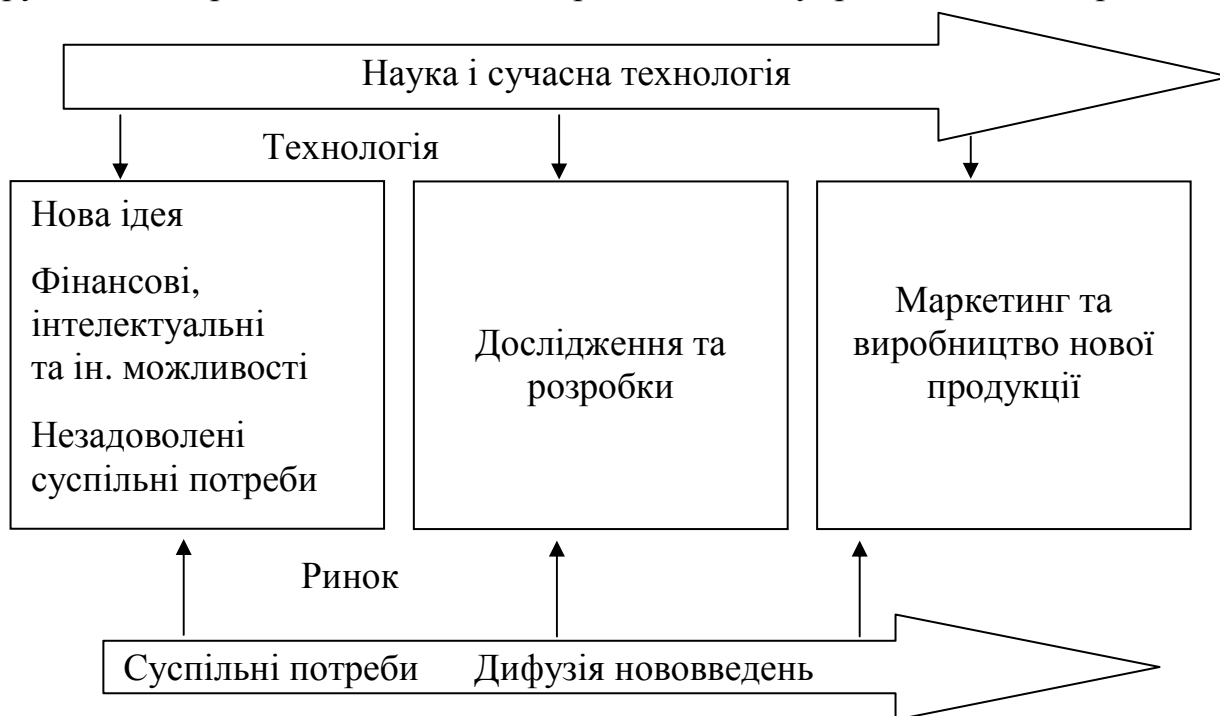 Наука і сучасна технологія
Технологія
Нова ідея
Фінансові,
інтелектуальні
та ін. можливості
Незадоволені
суспільні потреби
Дослідження та
розробки
Маркетинг та
виробництво нової
продукції
Ринок
Суспільні потреби Дифузія нововведень